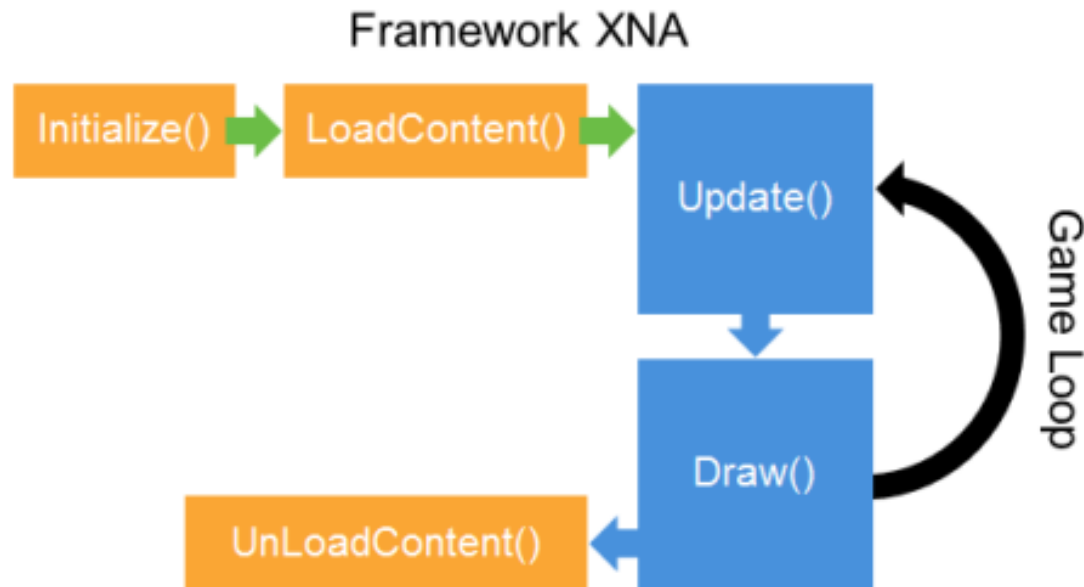 Framework XNA
Initialize()
LoadContent()
Update()
Game Loop
Draw()
UnLoadContent()